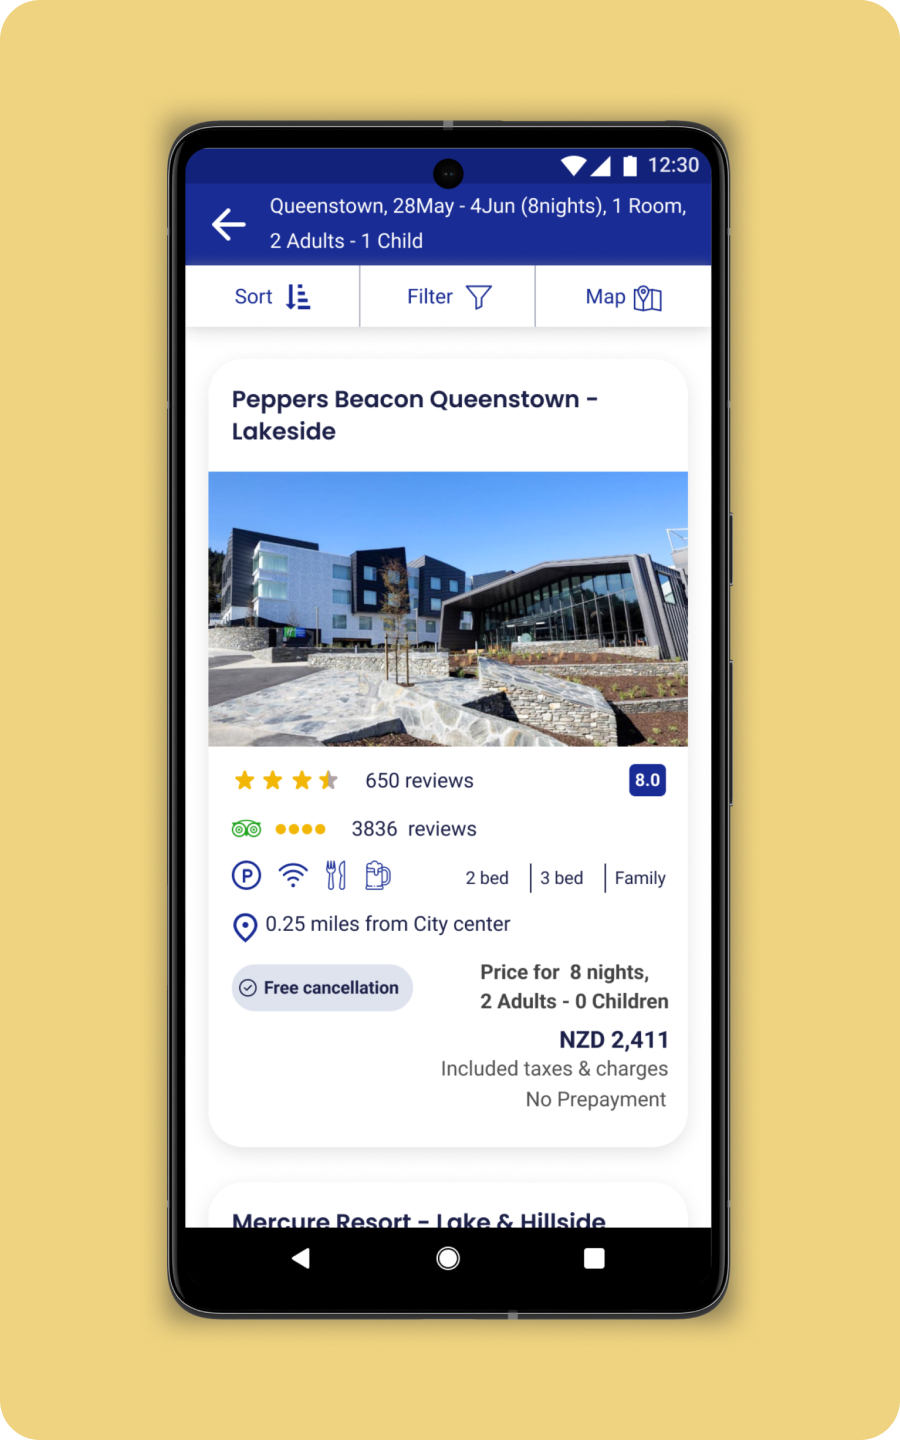 12:30
Queenstown, 28May - 4Jun (8nights), 1 Room,
2 Adults - 1 Child
Sort
Filter
Map
Peppers Beacon Queenstown -
Lakeside
650 reviews
8.0
3836 reviews
P
2 bed
3 bed
Family
0.25 miles from City center
Free cancellation
Price for 8 nights,
2 Adults - 0 Children
NZD 2,411
Included taxes & charges
No Prepayment
Mercure Resort - Lake & Hillside